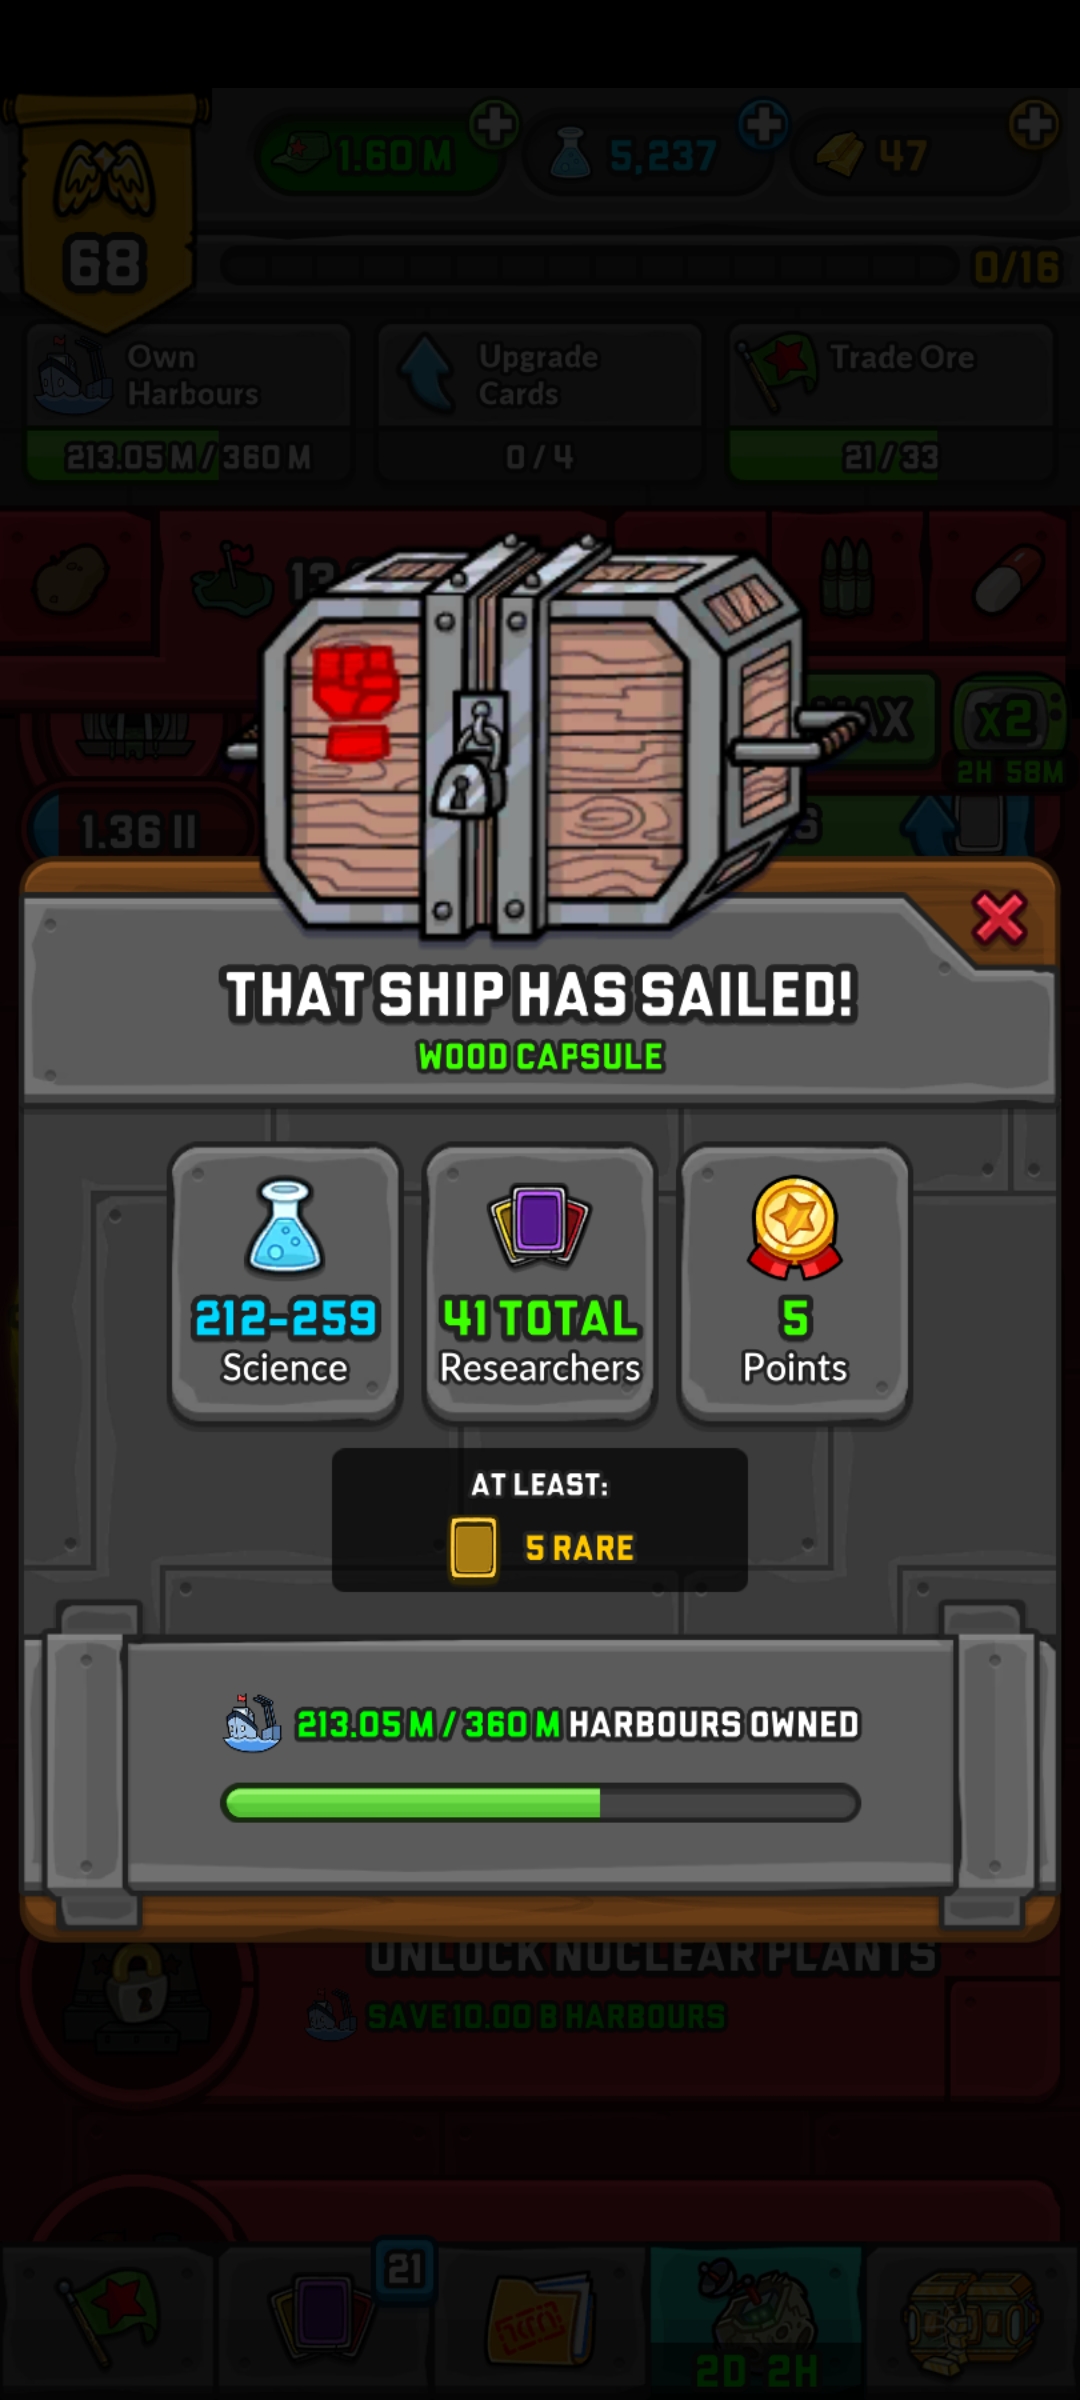 1.60 M
5,237
47
68
0/16
Own
Harbours
213.05 M / 360 M
Upgrade
Cards
0 / 4
Trade Ore
21 / 33
x2
2H 58M
1.36 II
THAT SHIP HAS SAILED!
WOOD CAPSULE
212-259
Science
41 TOTAL
Researchers
5
Points
AT LEAST:
5 RARE
213.05 M / 360 M HARBOURS OWNED
UNLOCK NUCLEAR PLANTS
SAVE 10.00 B HARBOURS
21
2D 2H